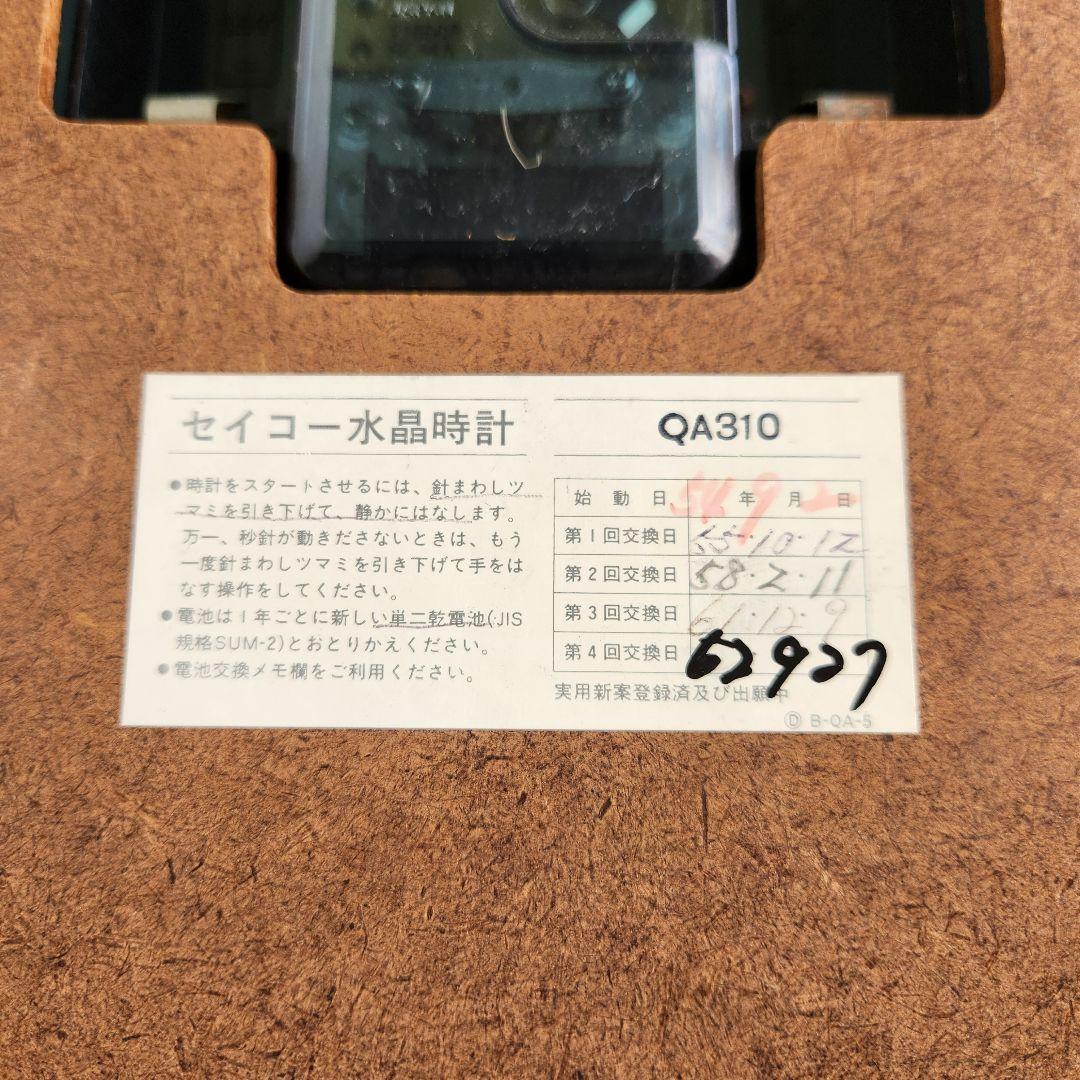 セイコー水晶時計
QA310
●時計をスタートさせるには、針まわしツ
マミを引き下げて、静かにはなします。
万一、秒針が動きださないときは、もう
一度針まわしツマミを引き下げて手をは
なす操作をしてください。
●電池は1年ごとに新しい単二乾電池(JIS
規格SUM-2)とおとりかえください。
●電池交換メモ欄をご利用ください。
始動日 54年9月2日
第1回交換日 55・10・12
第2回交換日 58・2・11
第3回交換日 61・12・9
第4回交換日 62927
実用新案登録済及び出願中
Ⓓ B-QA-5